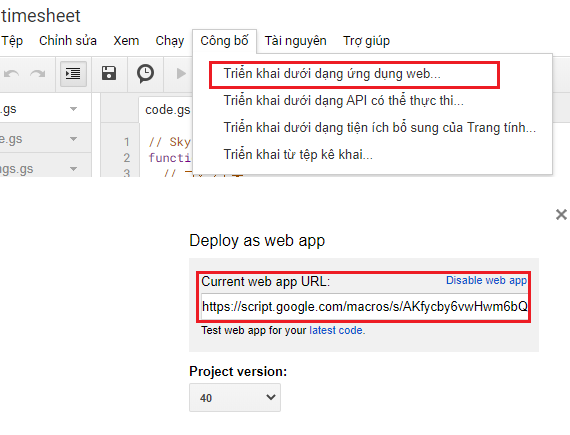 timesheet
Tệp Chỉnh sửa Xem Chạy Công bố Tài nguyên Trợ giúp
Triển khai dưới dạng ứng dụng web...
.gs code.gs Triển khai dưới dạng API có thể thực thi...
e.gs 1 // Sky Triển khai dưới dạng tiện ích bổ sung của Trang tính...
function
2
ngs.gs 3 // Triển khai từ tệp kê khai...
×
Deploy as web app
Current web app URL: Disable web app
https://script.google.com/macros/s/AKfycby6vwHwm6bQ
Test web app for your latest code.
Project version:
40